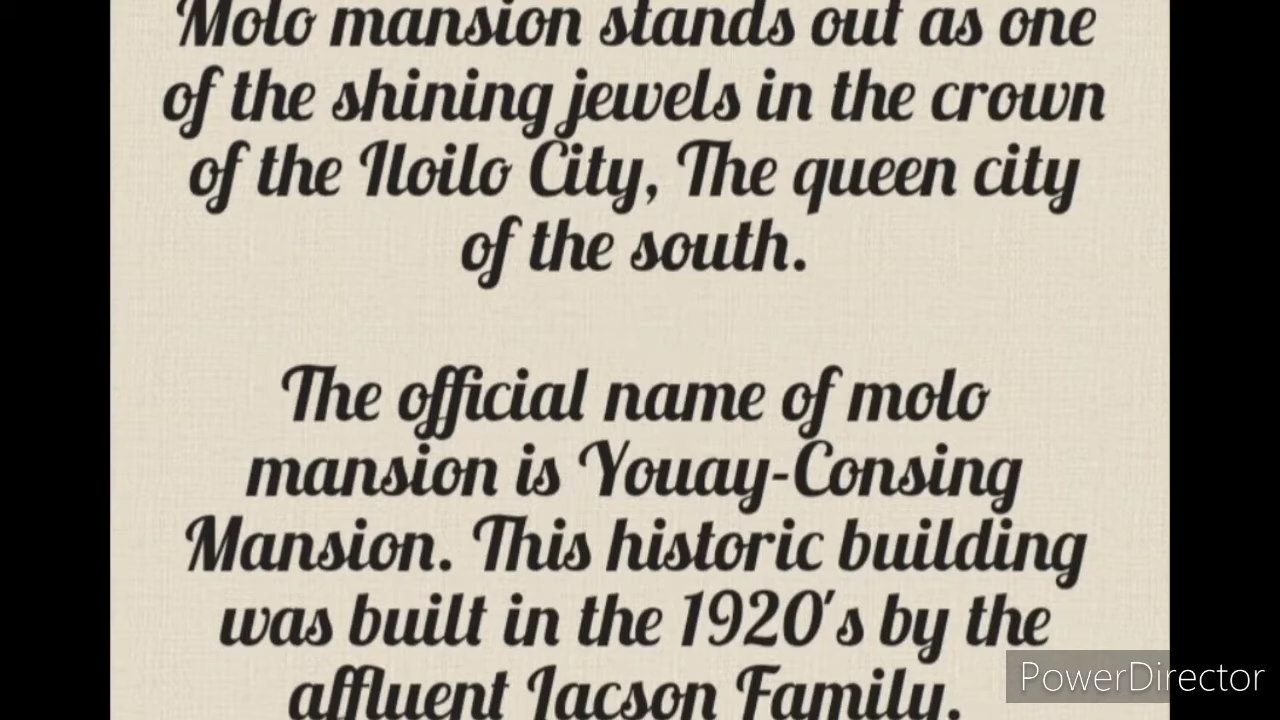 Molo mansion stands out as one
of the shining jewels in the crown
of the Iloilo City, The queen city
of the south.
The official name of molo
mansion is Youay-Consing
Mansion. This historic building
was built in the 1920's by the
affluent Lacson Family.
PowerDirector